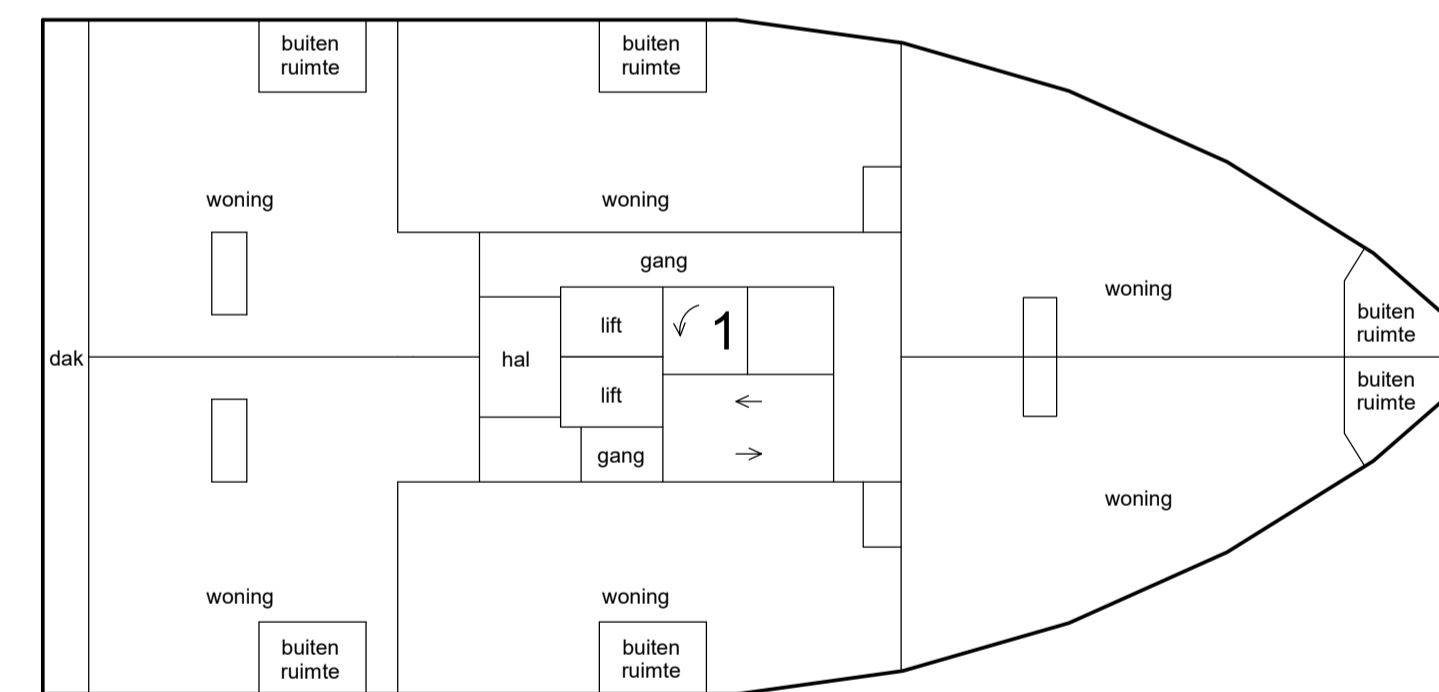 buiten
ruimte
buiten
ruimte
woning
woning
gang
woning
buiten
ruimte
lift
1
dak
hal
lift
buiten
ruimte
gang
woning
woning
woning
buiten
ruimte
buiten
ruimte